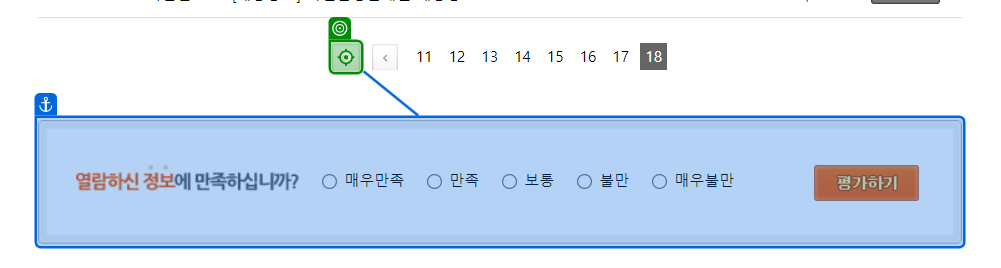 < 11 12 13 14 15 16 17 18
열람하신 정보에 만족하십니까? 매우만족 만족 보통 불만 매우불만 평가하기